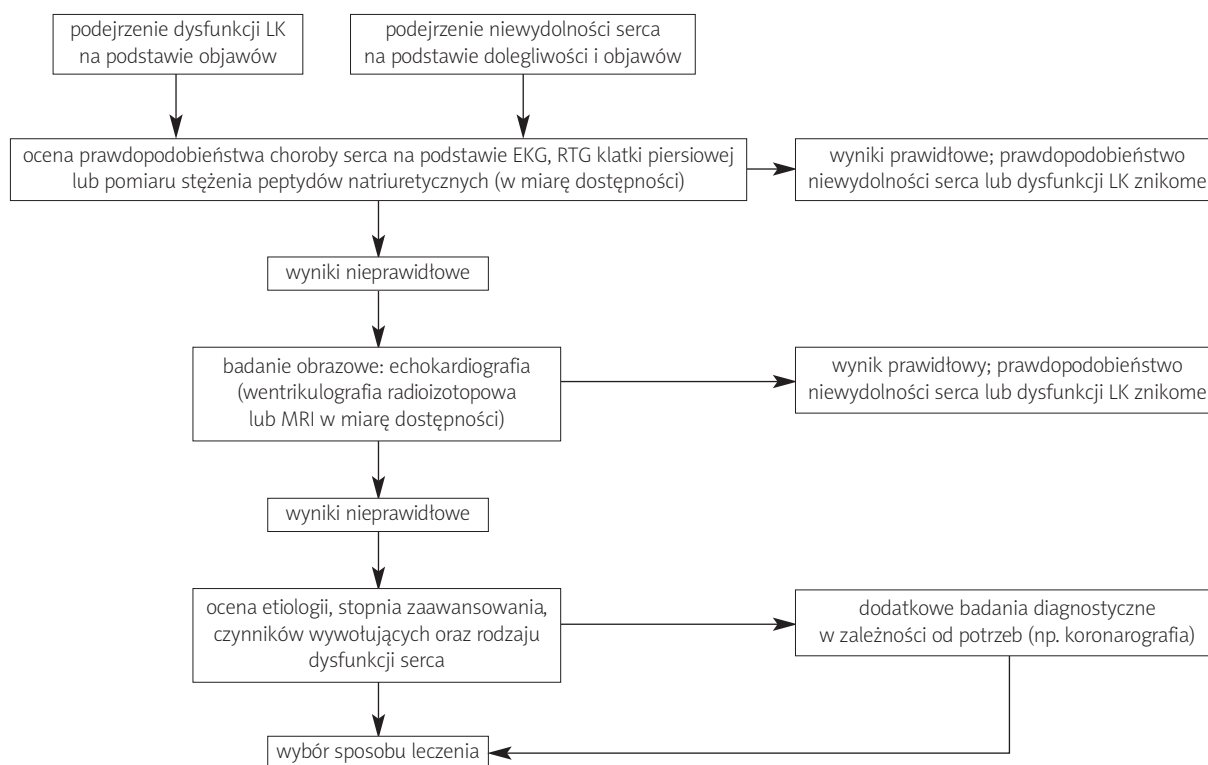 podejrzenie dysfunkcji LK
na podstawie objawów
podejrzenie niewydolności serca
na podstawie dolegliwości i objawów
ocena prawdopodobieństwa choroby serca na podstawie EKG, RTG klatki piersiowej
lub pomiaru stężenia peptydów natriuretycznych (w miarę dostępności)
wyniki prawidłowe; prawdopodobieństwo
niewydolności serca lub dysfunkcji LK znikome
wyniki nieprawidłowe
badanie obrazowe: echokardiografia
(wentrikulografia radioizotopowa
lub MRI w miarę dostępności)
wynik prawidłowy; prawdopodobieństwo
niewydolności serca lub dysfunkcji LK znikome
wyniki nieprawidłowe
ocena etiologii, stopnia zaawansowania,
czynników wywołujących oraz rodzaju
dysfunkcji serca
dodatkowe badania diagnostyczne
w zależności od potrzeb (np. koronarografia)
wybór sposobu leczenia